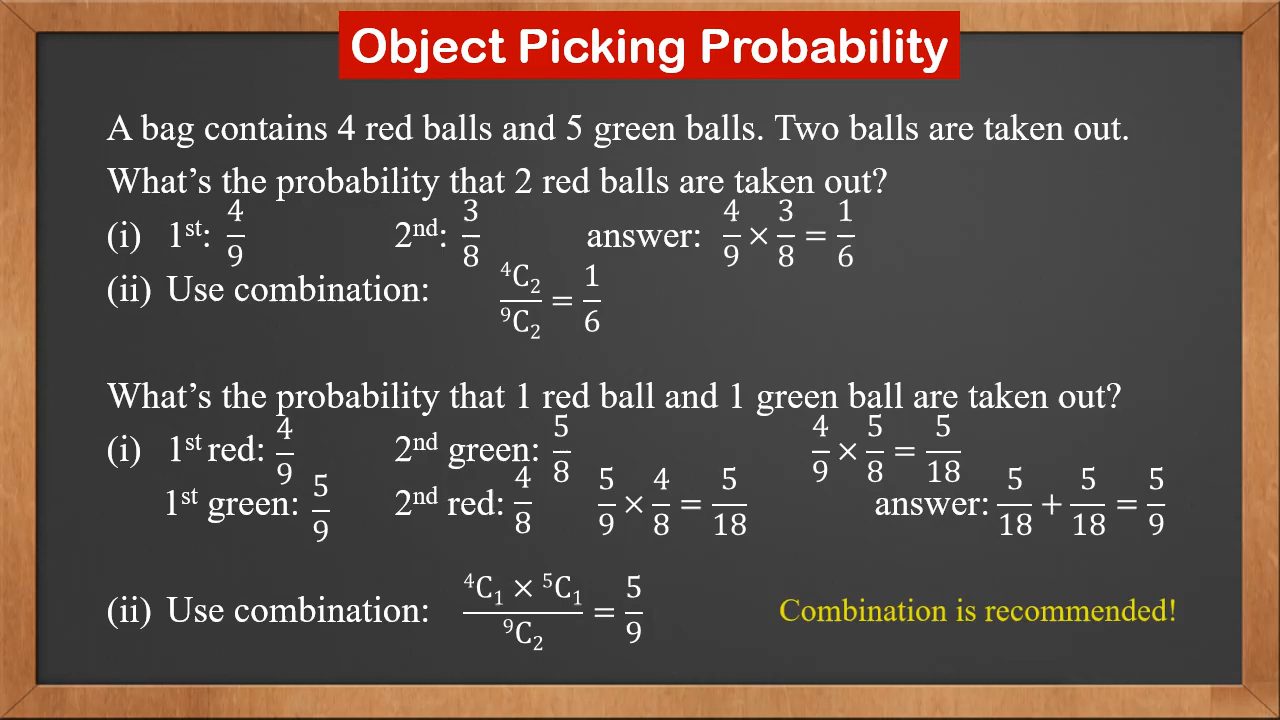 Object Picking Probability
A bag contains 4 red balls and 5 green balls. Two balls are taken out.
What's the probability that 2 red balls are taken out?
(i) 1st: 4/9 2nd: 3/8 answer: 4/9 × 3/8 = 1/6
(ii) Use combination: ⁴C₂/⁹C₂ = 1/6
What's the probability that 1 red ball and 1 green ball are taken out?
(i) 1st red: 4/9 2nd green: 5/8 4/9 × 5/8 = 5/18
1st green: 5/9 2nd red: 4/8 5/9 × 4/8 = 5/18 answer: 5/18 + 5/18 = 5/9
(ii) Use combination: ⁴C₁ × ⁵C₁/⁹C₂ = 5/9 Combination is recommended!